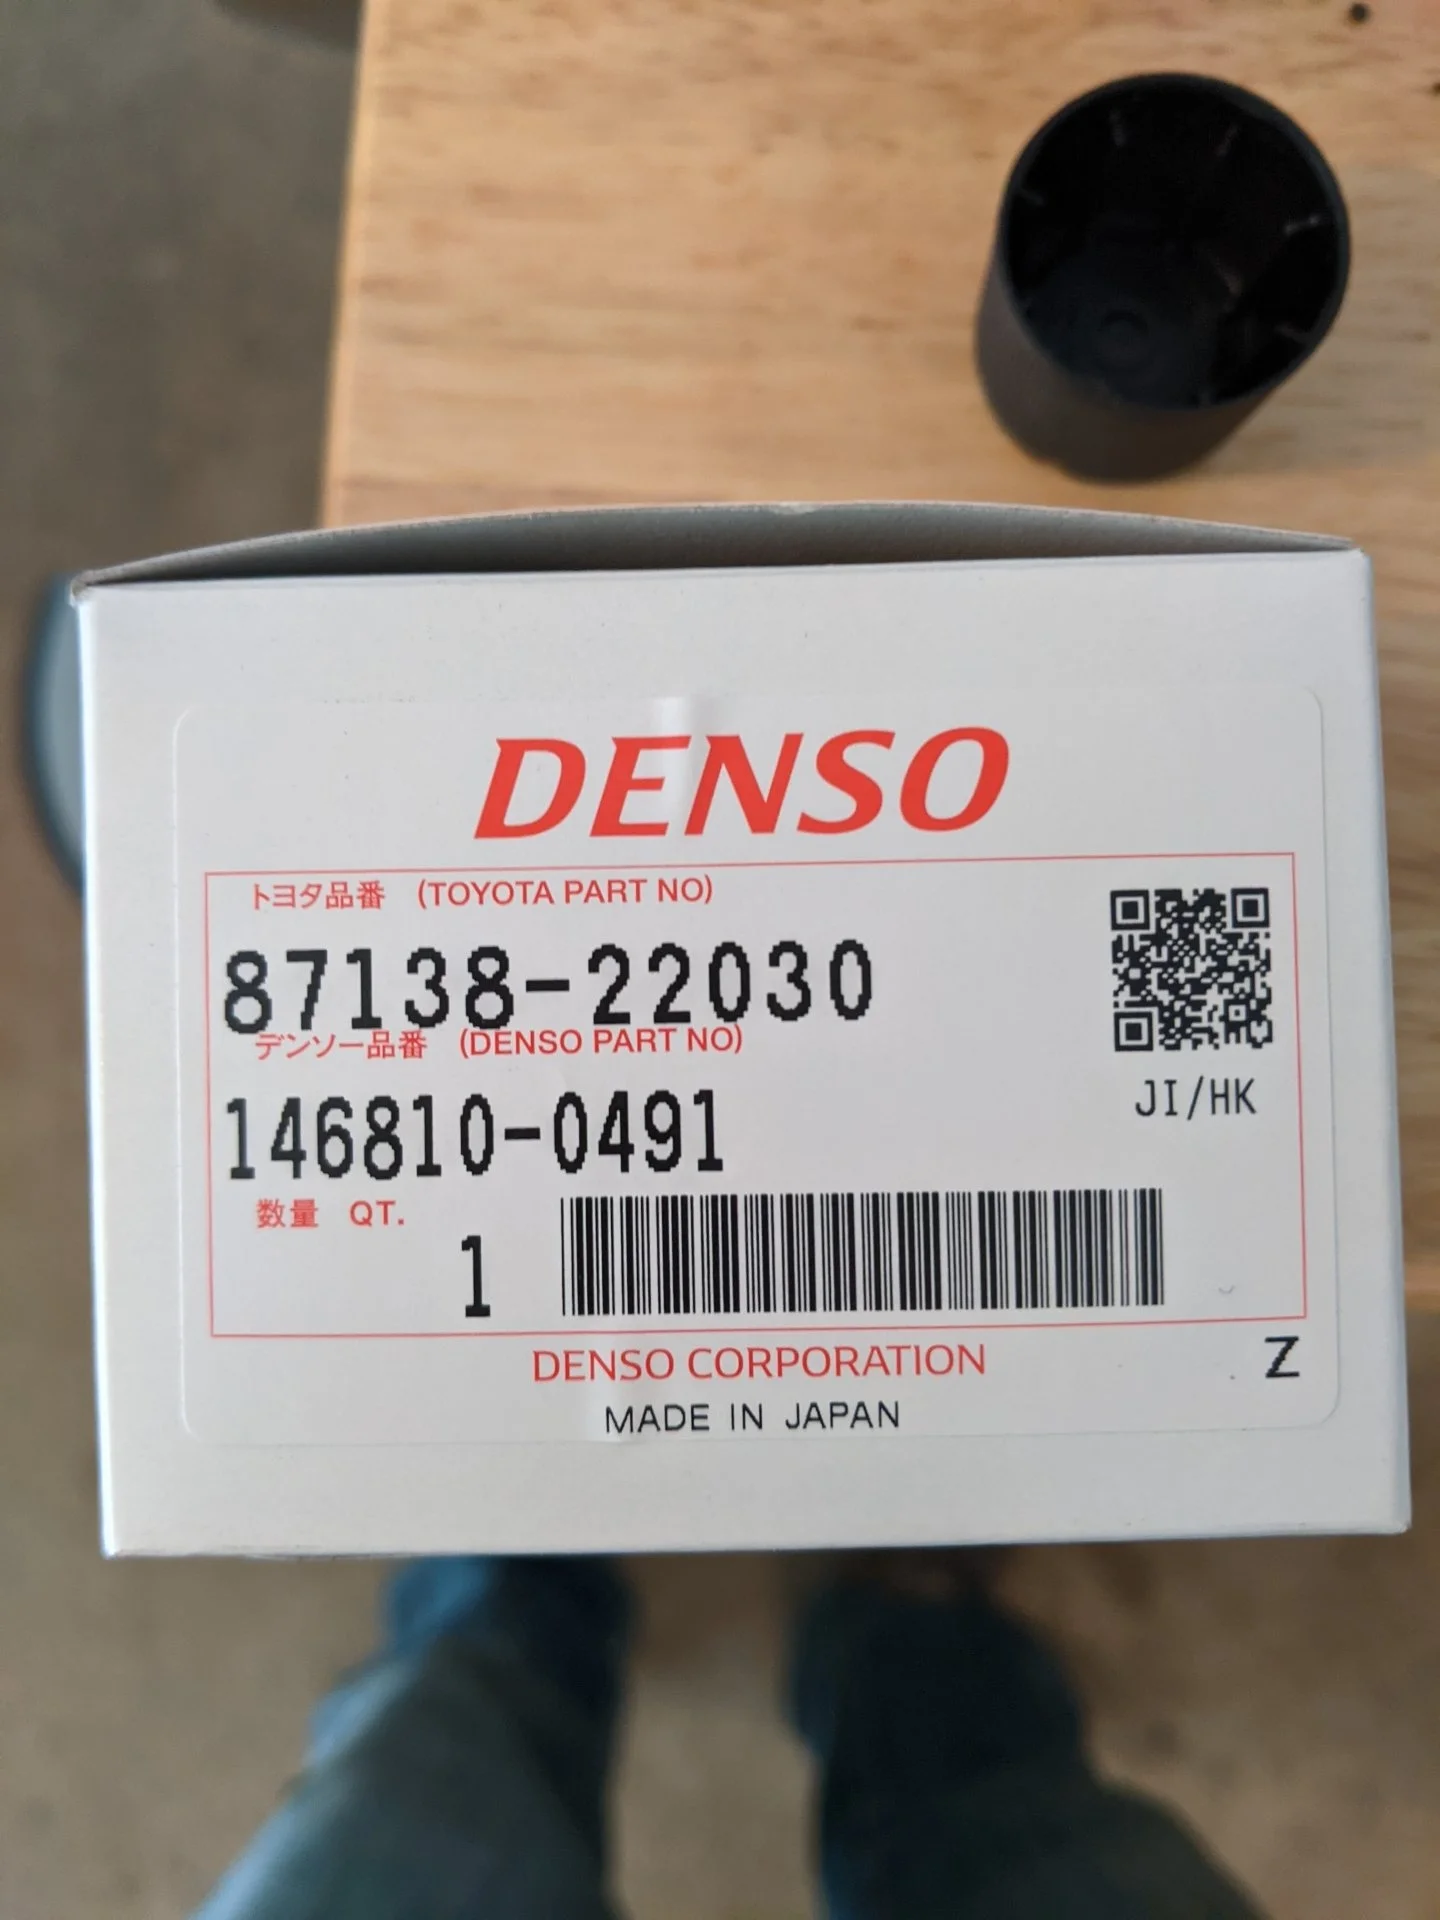 DENSO
トヨタ品番 (TOYOTA PART NO)
87138-22030
デンソー品番 (DENSO PART NO)
146810-0491
JI/HK
数量 QT.
1
DENSO CORPORATION
Z
MADE IN JAPAN